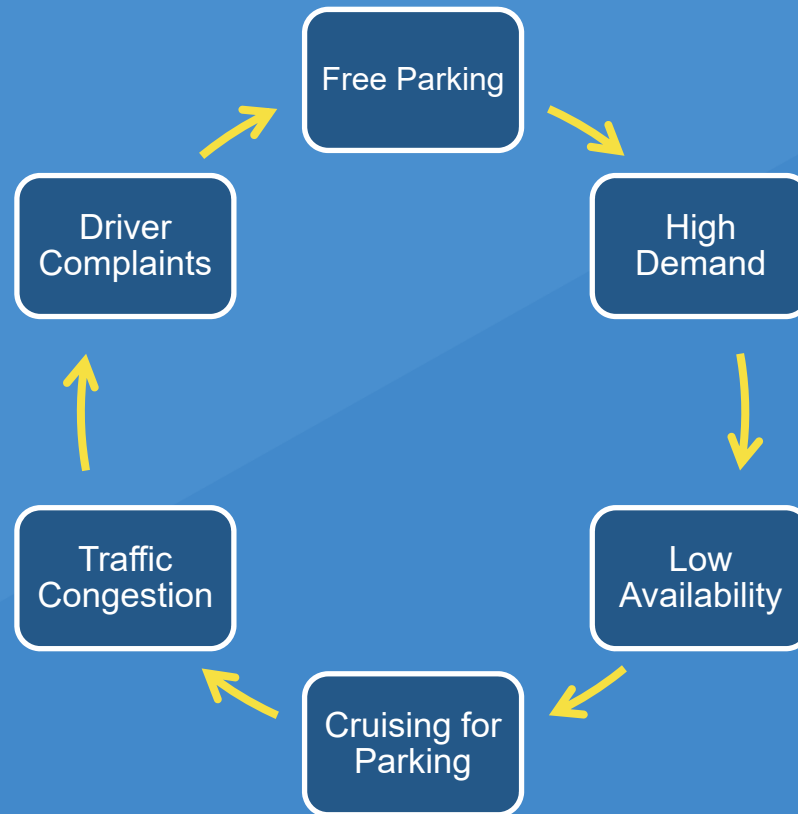 Free Parking
High
Demand
Low
Availability
Cruising for
Parking
Traffic
Congestion
Driver
Complaints